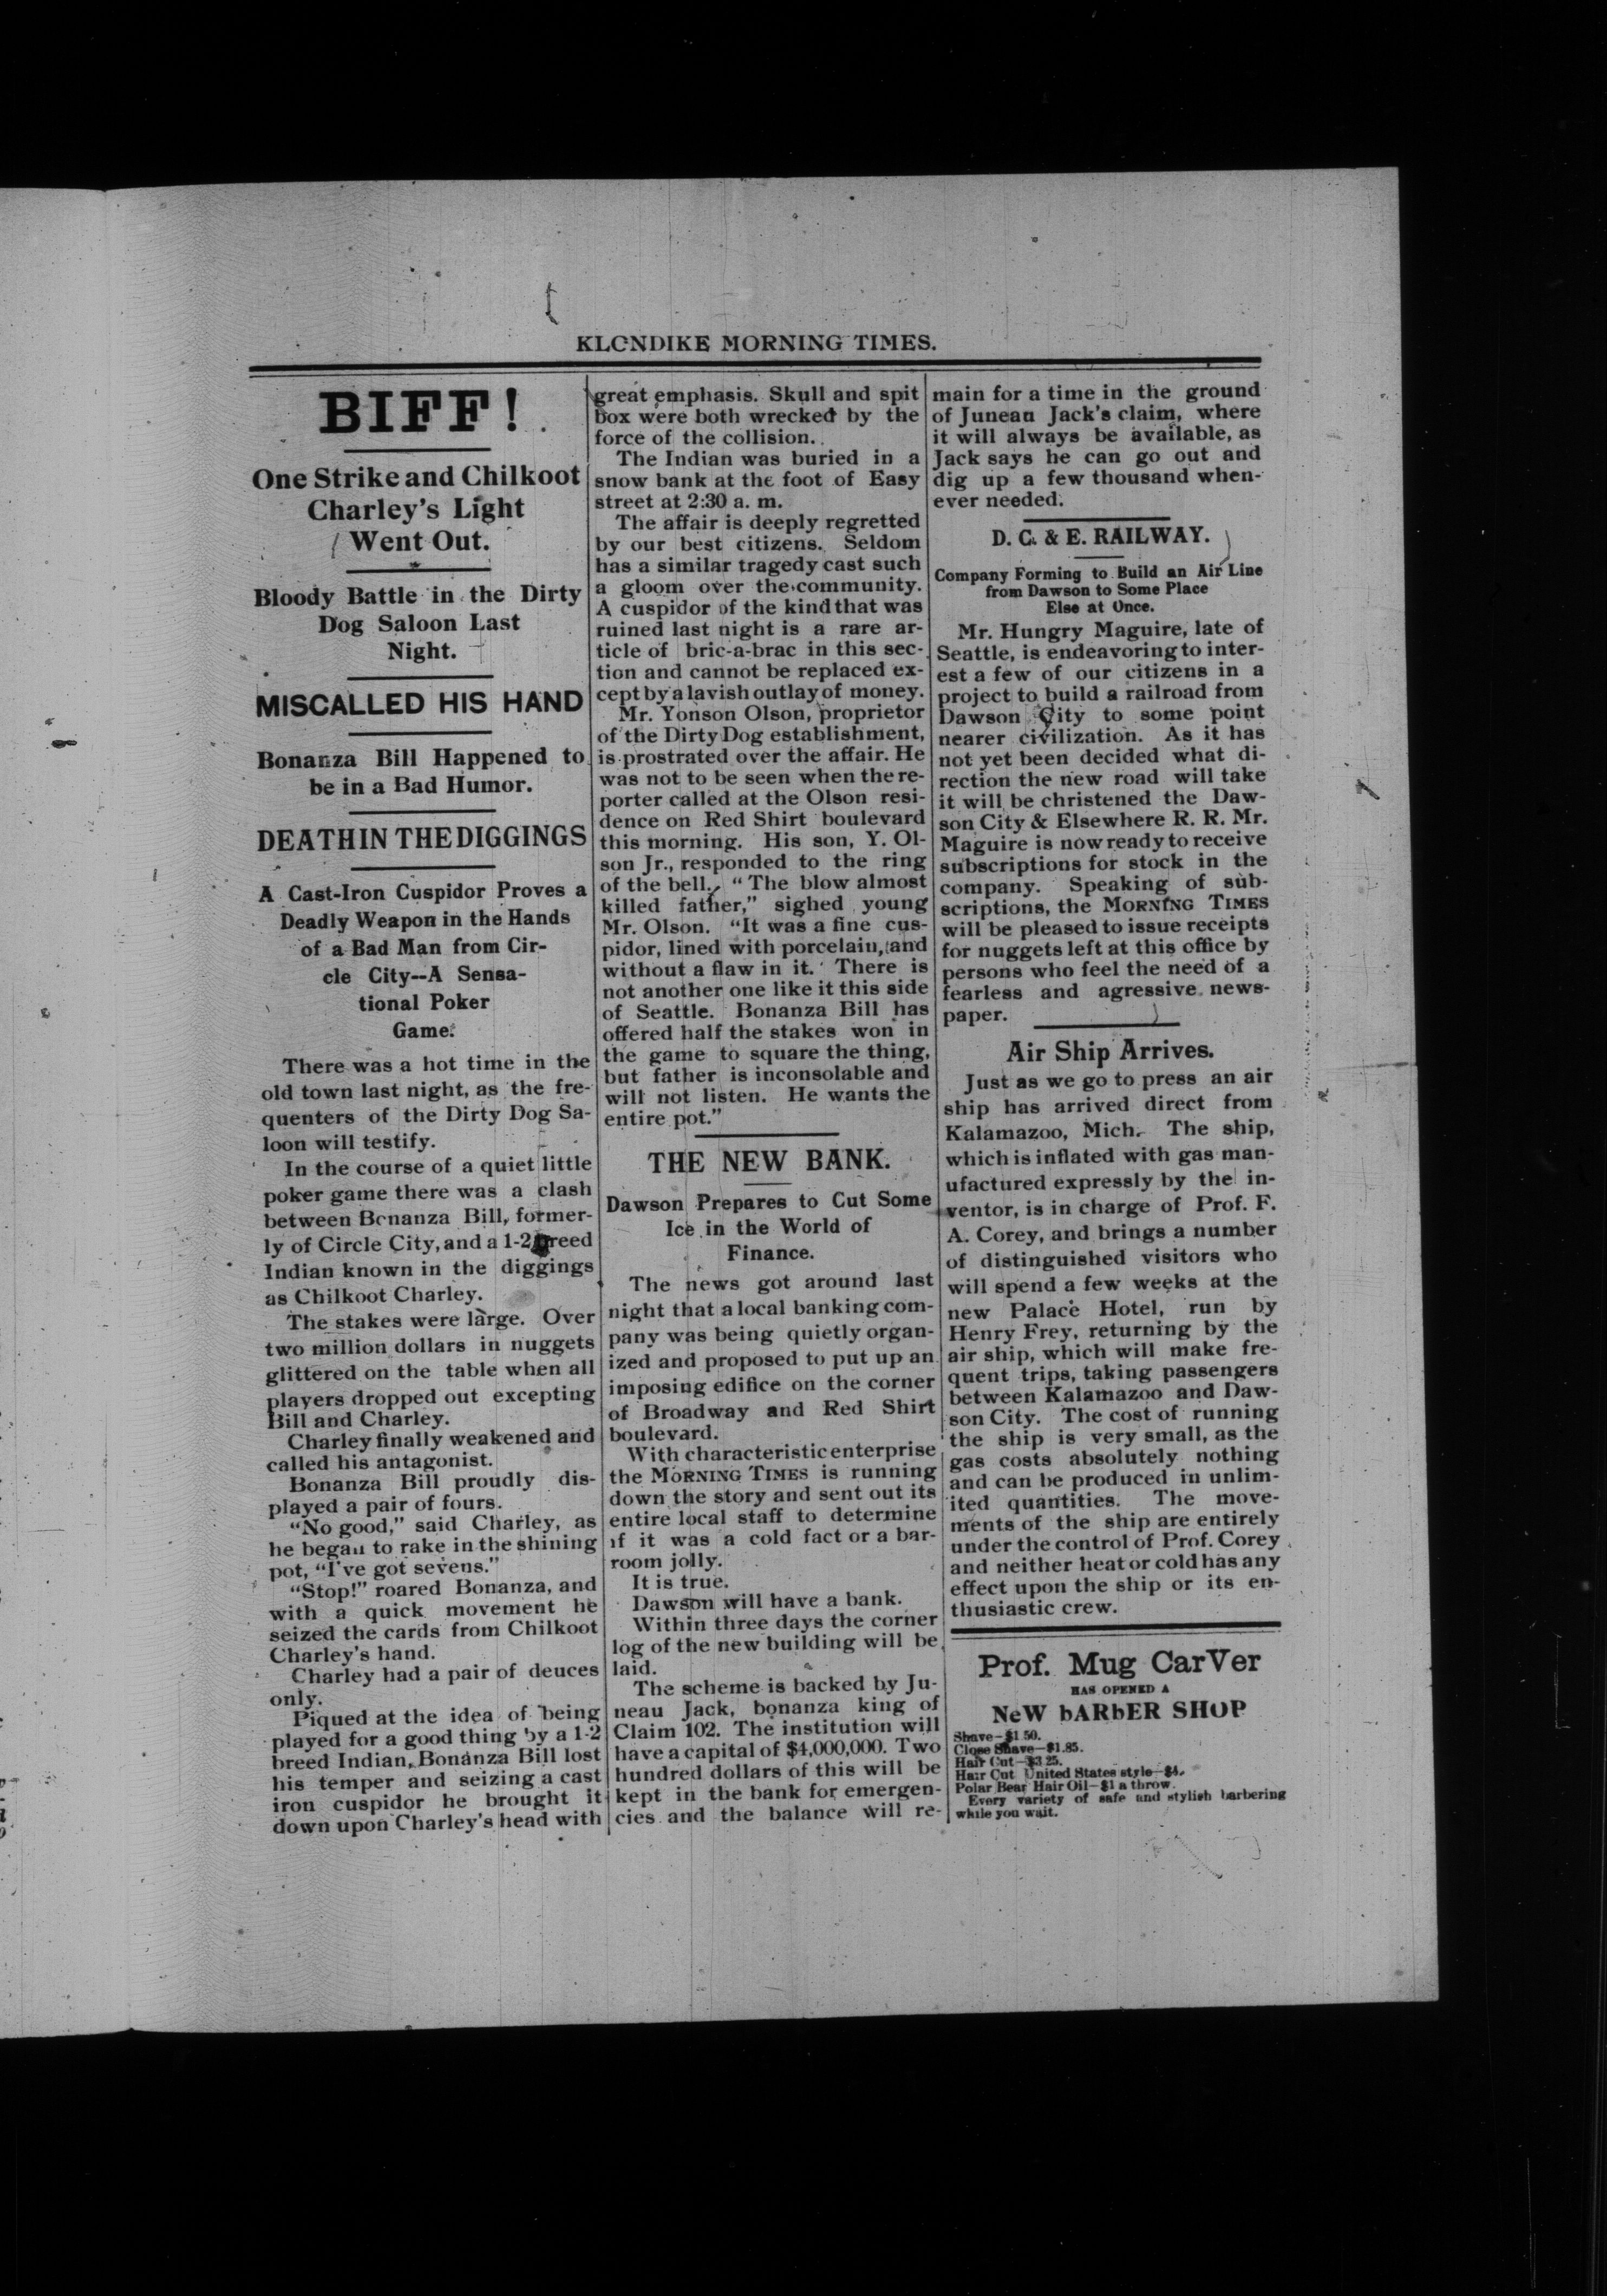 KLONDIKE MORNING TIMES.
BIFF!
One Strike and Chilkoot
Charley's Light
Went Out.
Bloody Battle in the Dirty
Dog Saloon Last
Night.
MISCALLED HIS HAND
Bonanza Bill Happened to
be in a Bad Humor.
DEATH IN THE DIGGINGS
A Cast-Iron Cuspidor Proves a
Deadly Weapon in the Hands
of a Bad Man from Cir-
cle City--A Sensa-
tional Poker
Game.
There was a hot time in the
old town last night, as the fre-
quenters of the Dirty Dog Sa-
loon will testify.
In the course of a quiet little
poker game there was a clash
between Bonanza Bill, former-
ly of Circle City, and a 1-2 breed
Indian known in the diggings
as Chilkoot Charley.
The stakes were large. Over
two million dollars in nuggets
glittered on the table when all
players dropped out excepting
Bill and Charley.
Charley finally weakened and
called his antagonist.
Bonanza Bill proudly dis-
played a pair of fours.
"No good," said Charley, as
he began to rake in the shining
pot, "I've got sevens."
"Stop!" roared Bonanza, and
with a quick movement he
seized the cards from Chilkoot
Charley's hand.
Charley had a pair of deuces
only.
Piqued at the idea of being
played for a good thing by a 1-2
breed Indian, Bonanza Bill lost
his temper and seizing a cast
iron cuspidor he brought it
down upon Charley's head with
great emphasis. Skull and spit
box were both wrecked by the
force of the collision.
The Indian was buried in a
snow bank at the foot of Easy
street at 2:30 a. m.
The affair is deeply regretted
by our best citizens. Seldom
has a similar tragedy cast such
a gloom over the community.
A cuspidor of the kind that was
ruined last night is a rare ar-
ticle of bric-a-brac in this sec-
tion and cannot be replaced ex-
cept by a lavish outlay of money.
Mr. Yonson Olson, proprietor
of the Dirty Dog establishment,
is prostrated over the affair. He
was not to be seen when the re-
porter called at the Olson resi-
dence on Red Shirt boulevard
this morning. His son, Y. Ol-
son Jr., responded to the ring
of the bell. "The blow almost
killed father," sighed young
Mr. Olson. "It was a fine cus-
pidor, lined with porcelain, and
without a flaw in it. There is
not another one like it this side
of Seattle. Bonanza Bill has
offered half the stakes won in
the game to square the thing,
but father is inconsolable and
will not listen. He wants the
entire pot."
THE NEW BANK.
Dawson Prepares to Cut Some
Ice in the World of
Finance.
The news got around last
night that a local banking com-
pany was being quietly organ-
ized and proposed to put up an
imposing edifice on the corner
of Broadway and Red Shirt
boulevard.
With characteristic enterprise
the MORNING TIMES is running
down the story and sent out its
entire local staff to determine
if it was a cold fact or a bar-
room jolly.
It is true.
Dawson will have a bank.
Within three days the corner
log of the new building will be
laid.
The scheme is backed by Ju-
neau Jack, bonanza king of
Claim 102. The institution will
have a capital of $4,000,000. Two
hundred dollars of this will be
kept in the bank for emergen-
cies and the balance will re-
main for a time in the ground
of Juneau Jack's claim, where
it will always be available, as
Jack says he can go out and
dig up a few thousand when-
ever needed.
D. C. & E. RAILWAY.
Company Forming to Build an Air Line
from Dawson to Some Place
Else at Once.
Mr. Hungry Maguire, late of
Seattle, is endeavoring to inter-
est a few of our citizens in a
project to build a railroad from
Dawson City to some point
nearer civilization. As it has
not yet been decided what di-
rection the new road will take
it will be christened the Daw-
son City & Elsewhere R. R. Mr.
Maguire is now ready to receive
subscriptions for stock in the
company. Speaking of sub-
scriptions, the MORNING TIMES
will be pleased to issue receipts
for nuggets left at this office by
persons who feel the need of a
fearless and agressive news-
paper.
Air Ship Arrives.
Just as we go to press an air
ship has arrived direct from
Kalamazoo, Mich. The ship,
which is inflated with gas man-
ufactured expressly by the in-
ventor, is in charge of Prof. F.
A. Corey, and brings a number
of distinguished visitors who
will spend a few weeks at the
new Palace Hotel, run by
Henry Frey, returning by the
air ship, which will make fre-
quent trips, taking passengers
between Kalamazoo and Daw-
son City. The cost of running
the ship is very small, as the
gas costs absolutely nothing
and can be produced in unlim-
ited quantities. The move-
ments of the ship are entirely
under the control of Prof. Corey
and neither heat or cold has any
effect upon the ship or its en-
thusiastic crew.
Prof. Mug CarVer
HAS OPENED A
NeW bARbER SHOP
Shave—$1 50.
Close Shave—$1.85.
Hair Cut—$3 25.
Hair Cut United States style—$4.
Polar Bear Hair Oil—$1 a throw.
Every variety of safe and stylish barbering
while you wait.